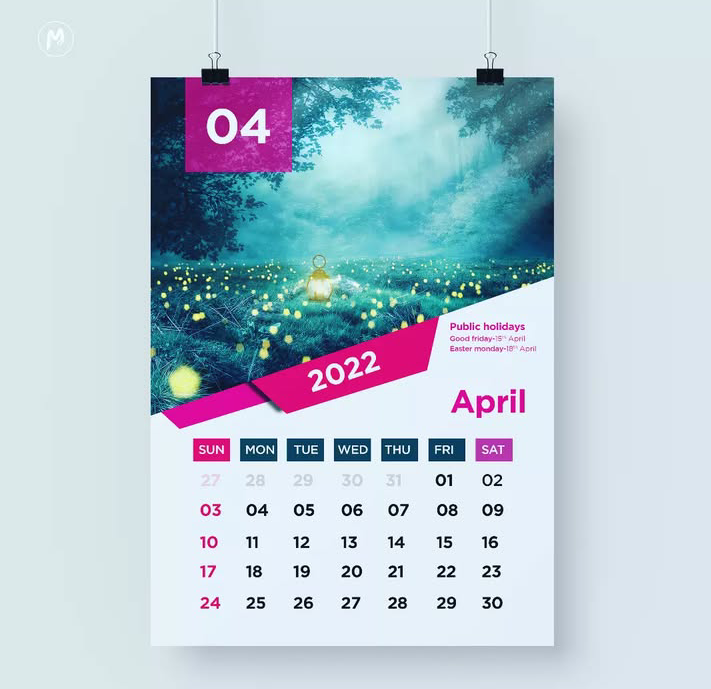 M
04
Public holidays
Good friday-15th April
Easter monday-18th April
2022
April
SUN MON TUE WED THU FRI SAT
27 28 29 30 31 01 02
03 04 05 06 07 08 09
10 11 12 13 14 15 16
17 18 19 20 21 22 23
24 25 26 27 28 29 30